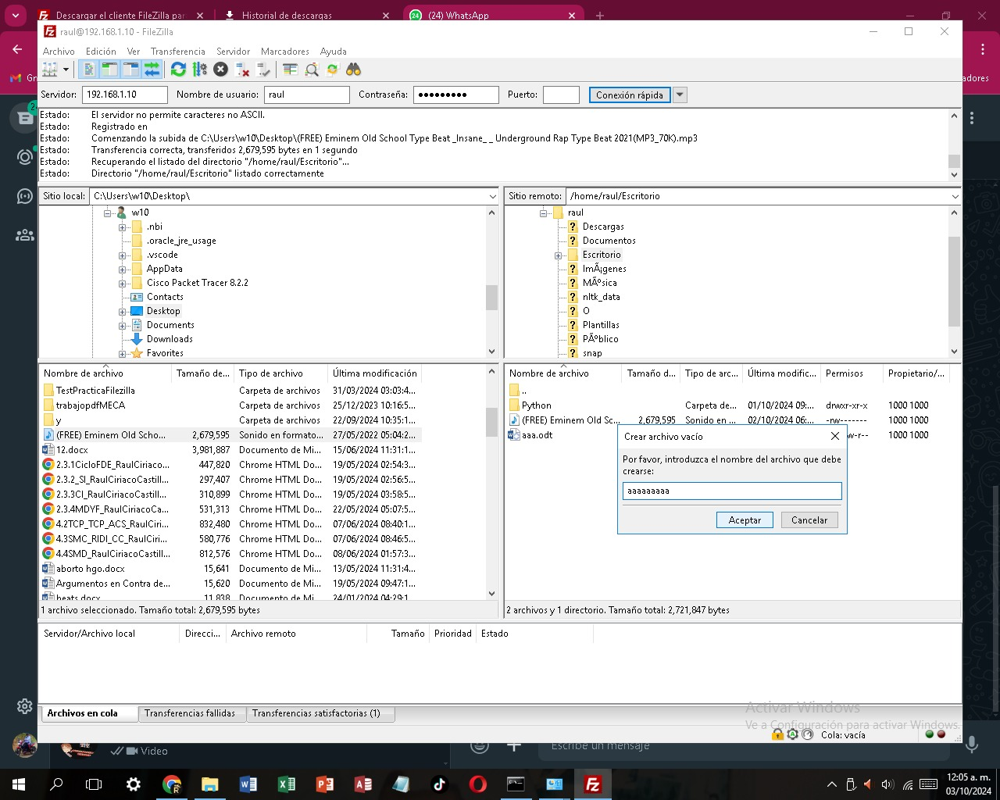 Descargar el cliente FileZilla par
Historial de descargas
(24) WhatsApp
raul@192.168.1.10 - FileZilla
Archivo Edición Ver Transferencia Servidor Marcadores Ayuda
Servidor: 192.168.1.10 Nombre de usuario: raul Contraseña: ●●●●●●●●● Puerto: Conexión rápida
Estado: El servidor no permite caracteres no ASCII.
Estado: Registrado en
Estado: Comenzando la subida de C:\Users\w10\Desktop\(FREE) Eminem Old School Type Beat _Insane_ _ Underground Rap Type Beat 2021(MP3_70K).mp3
Estado: Transferencia correcta, transferidos 2,679,595 bytes en 1 segundo
Estado: Recuperando el listado del directorio "/home/raul/Escritorio"...
Estado: Directorio "/home/raul/Escritorio" listado correctamente
Sitio local: C:\Users\w10\Desktop\
w10
.nbi
.oracle_jre_usage
.vscode
AppData
Cisco Packet Tracer 8.2.2
Contacts
Desktop
Documents
Downloads
Favorites
Sitio remoto: /home/raul/Escritorio
raul
Descargas
Documentos
Escritorio
ImÃ¡genes
MÃºsica
nltk_data
O
Plantillas
PÃºblico
snap
Nombre de archivo Tamaño de... Tipo de archivo Última modificación
TestPracticaFilezilla Carpeta de archivos 31/03/2024 03:03:4...
trabajopdfMECA Carpeta de archivos 25/12/2023 10:16:5...
y Carpeta de archivos 22/09/2024 10:35:1...
(FREE) Eminem Old Scho... 2,679,595 Sonido en formato... 27/05/2022 05:04:2...
12.docx 3,981,887 Documento de Mi... 15/06/2024 11:31:1...
2.3.1CicloFDE_RaulCiriaco... 447,820 Chrome HTML Do... 19/05/2024 02:54:3...
2.3.2_SI_RaulCiriacoCastill... 297,407 Chrome HTML Do... 19/05/2024 02:56:5...
2.3.3CI_RaulCiriacoCastill... 310,899 Chrome HTML Do... 19/05/2024 03:58:5...
2.3.4MDYF_RaulCiriacoCa... 531,313 Chrome HTML Do... 22/05/2024 05:07:5...
4.2TCP_TCP_ACS_RaulCiri... 832,480 Chrome HTML Do... 07/06/2024 08:40:1...
4.3SMC_RIDI_CC_RaulCiri... 580,776 Chrome HTML Do... 07/06/2024 08:46:5...
4.4SMD_RaulCiriacoCastill... 812,576 Chrome HTML Do... 08/06/2024 01:57:3...
aborto hgo.docx 15,641 Documento de Mi... 13/05/2024 11:31:4...
Argumentos en Contra de... 15,620 Documento de Mi... 19/05/2024 09:47:1...
beats.docx 11,838 Documento de Mi... 24/01/2024 04:29:1...
1 archivo seleccionado. Tamaño total: 2,679,595 bytes
Nombre de archivo Tamaño d... Tipo de arc... Última modific... Permisos Propietario/...
..
Python Carpeta de... 01/10/2024 09:... drwxr-xr-x 1000 1000
(FREE) Eminem Old Sc... 2,679,595 Sonido en ... 02/10/2024 06:... -rw------- 1000 1000
aaa.odt w-r-- 1000 1000
Crear archivo vacío
Por favor, introduzca el nombre del archivo que debe
crearse:
aaaaaaaaa
Aceptar Cancelar
2 archivos y 1 directorio. Tamaño total: 2,721,847 bytes
Servidor/Archivo local Direcci... Archivo remoto Tamaño Prioridad Estado
Archivos en cola Transferencias fallidas Transferencias satisfactorias (1)
Activar Windows
Ve a Configuración para activar Windows.
Cola: vacía
Video
Escribe un mensaje
12:05 a. m.
03/10/2024